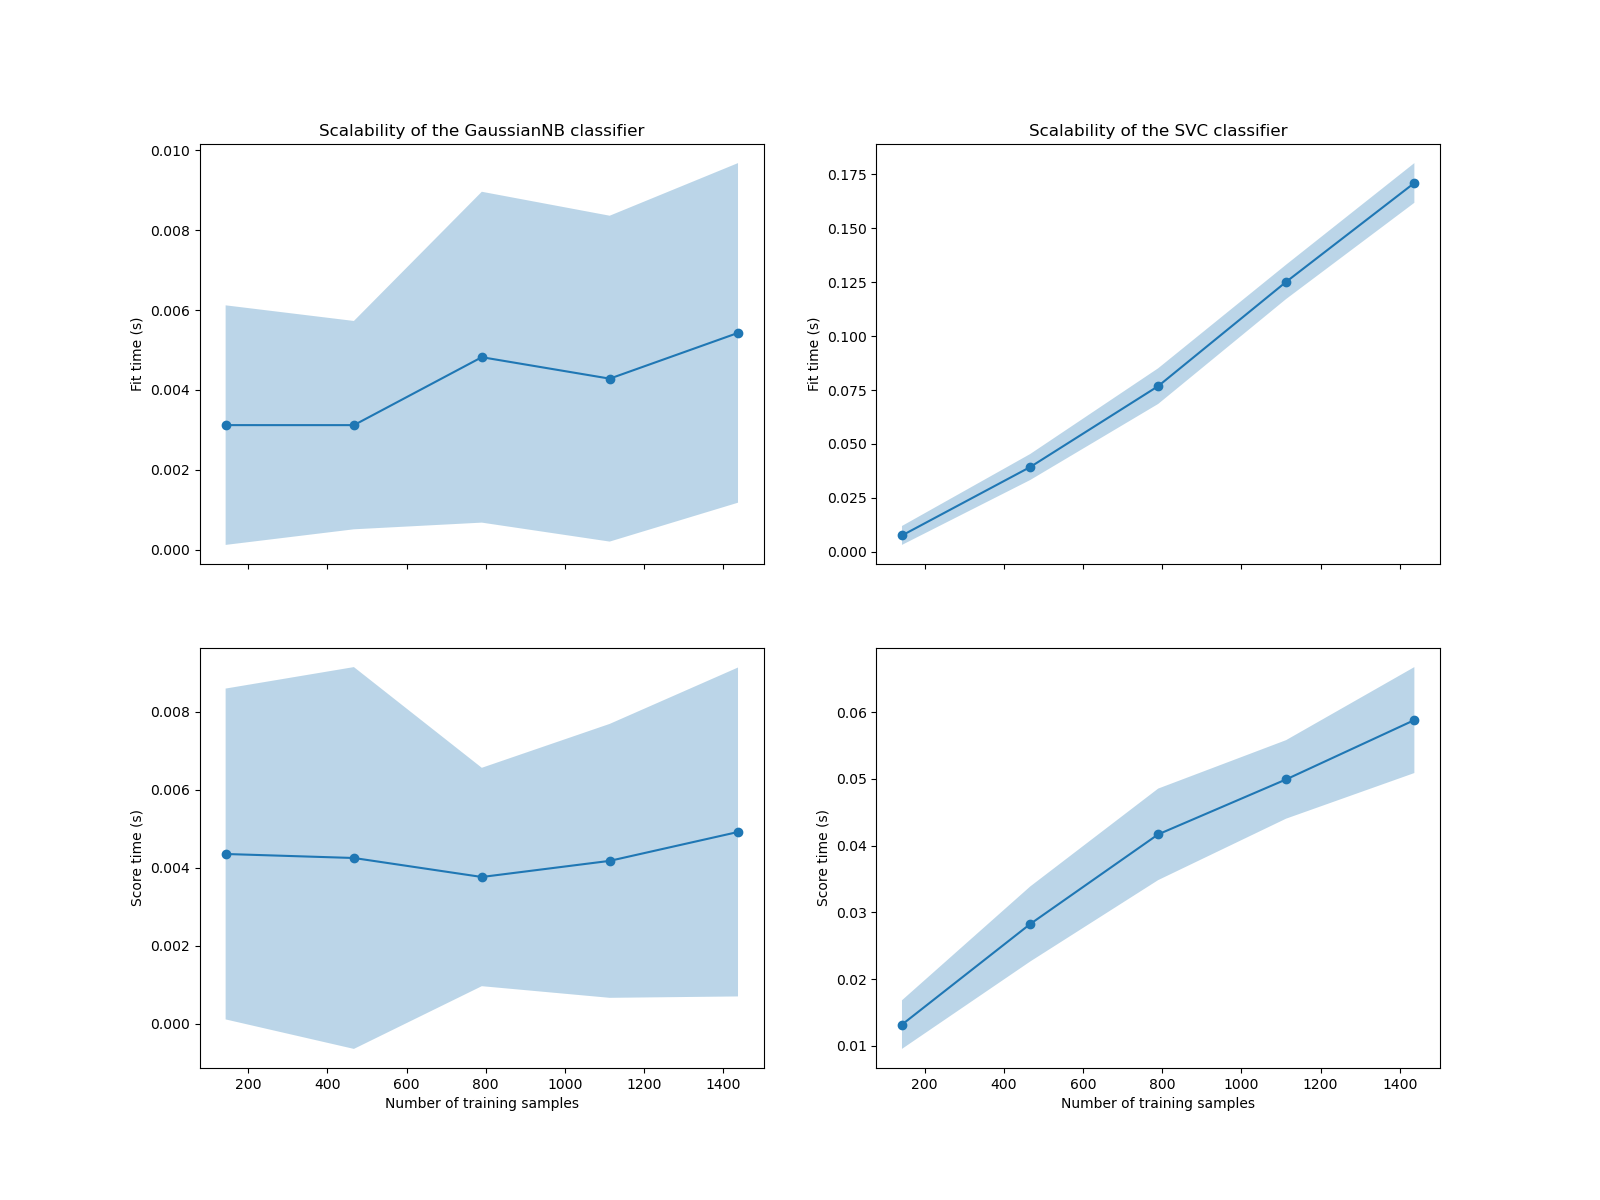 Scalability of the GaussianNB classifier
0.010
0.008
0.006
0.004
0.002
0.000
Fit time (s)
Scalability of the SVC classifier
0.175
0.150
0.125
0.100
0.075
0.050
0.025
0.000
Fit time (s)
0.008
0.006
0.004
0.002
0.000
Score time (s)
200 400 600 800 1000 1200 1400
Number of training samples
0.06
0.05
0.04
0.03
0.02
0.01
Score time (s)
200 400 600 800 1000 1200 1400
Number of training samples